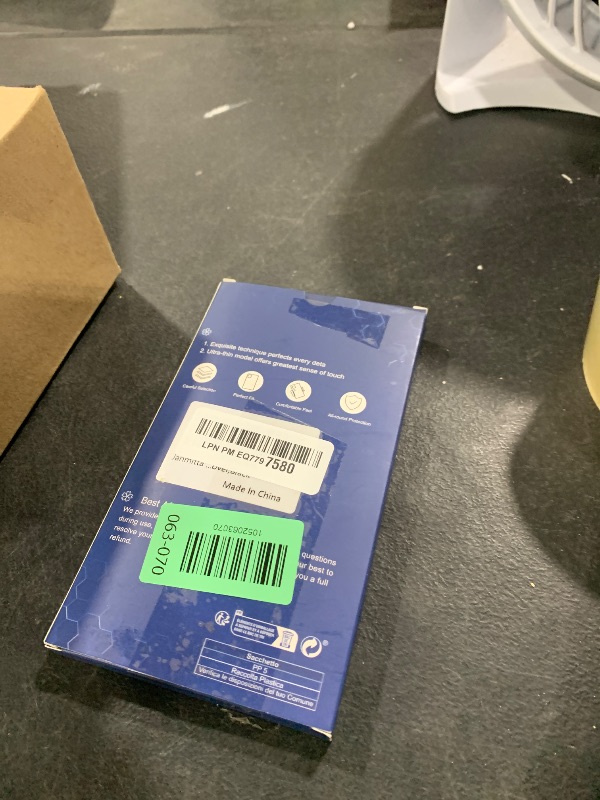 1. Exquisite technique perfects every deta
2. Ultra-thin model offers greatest sense of touch
Careful Selection
Perfect Fit
Comfortable Feel
All-round Protection
LPN PM EQ779 7580
Made In China
Best
We provide
during use,
resolve your
refund.
questions
our best to
you a full
063-070
1052063070
Sacchetto
PP 5
Raccolta Plastica
Verifica le disposizioni del tuo Comune